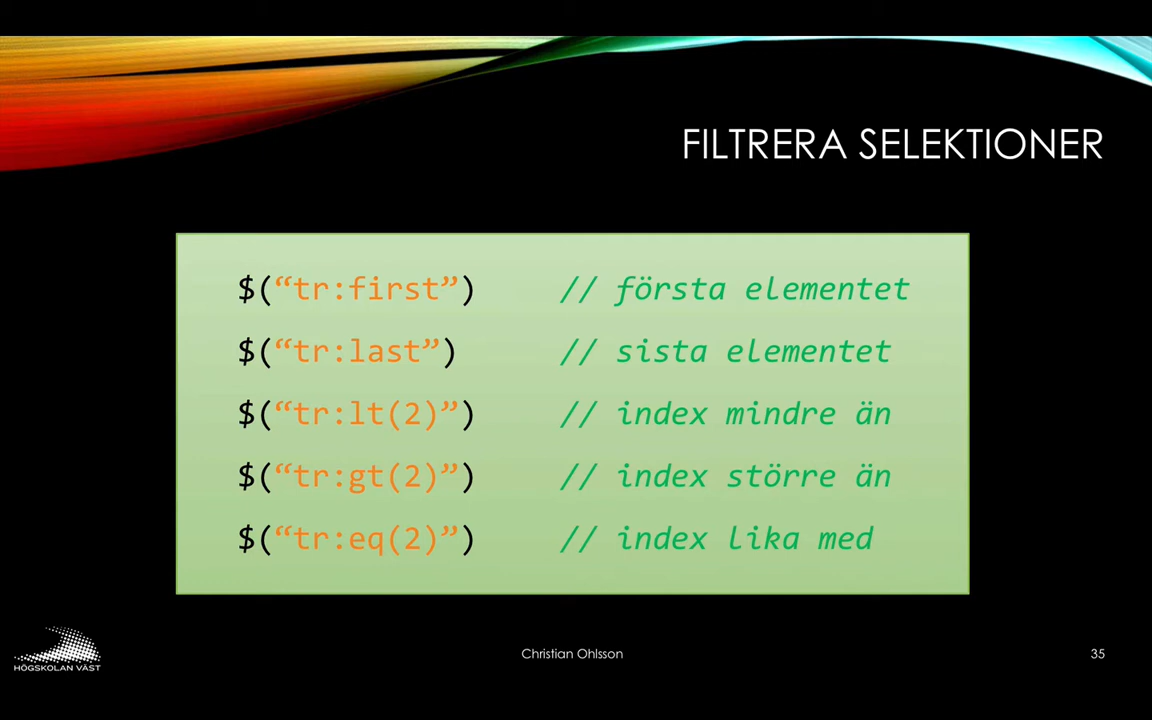 FILTRERA SELEKTIONER
$(“tr:first”) // första elementet
$(“tr:last”) // sista elementet
$(“tr:lt(2)”) // index mindre än
$(“tr:gt(2)”) // index större än
$(“tr:eq(2)”) // index lika med
HÖGSKOLAN VÄST
Christian Ohlsson
35